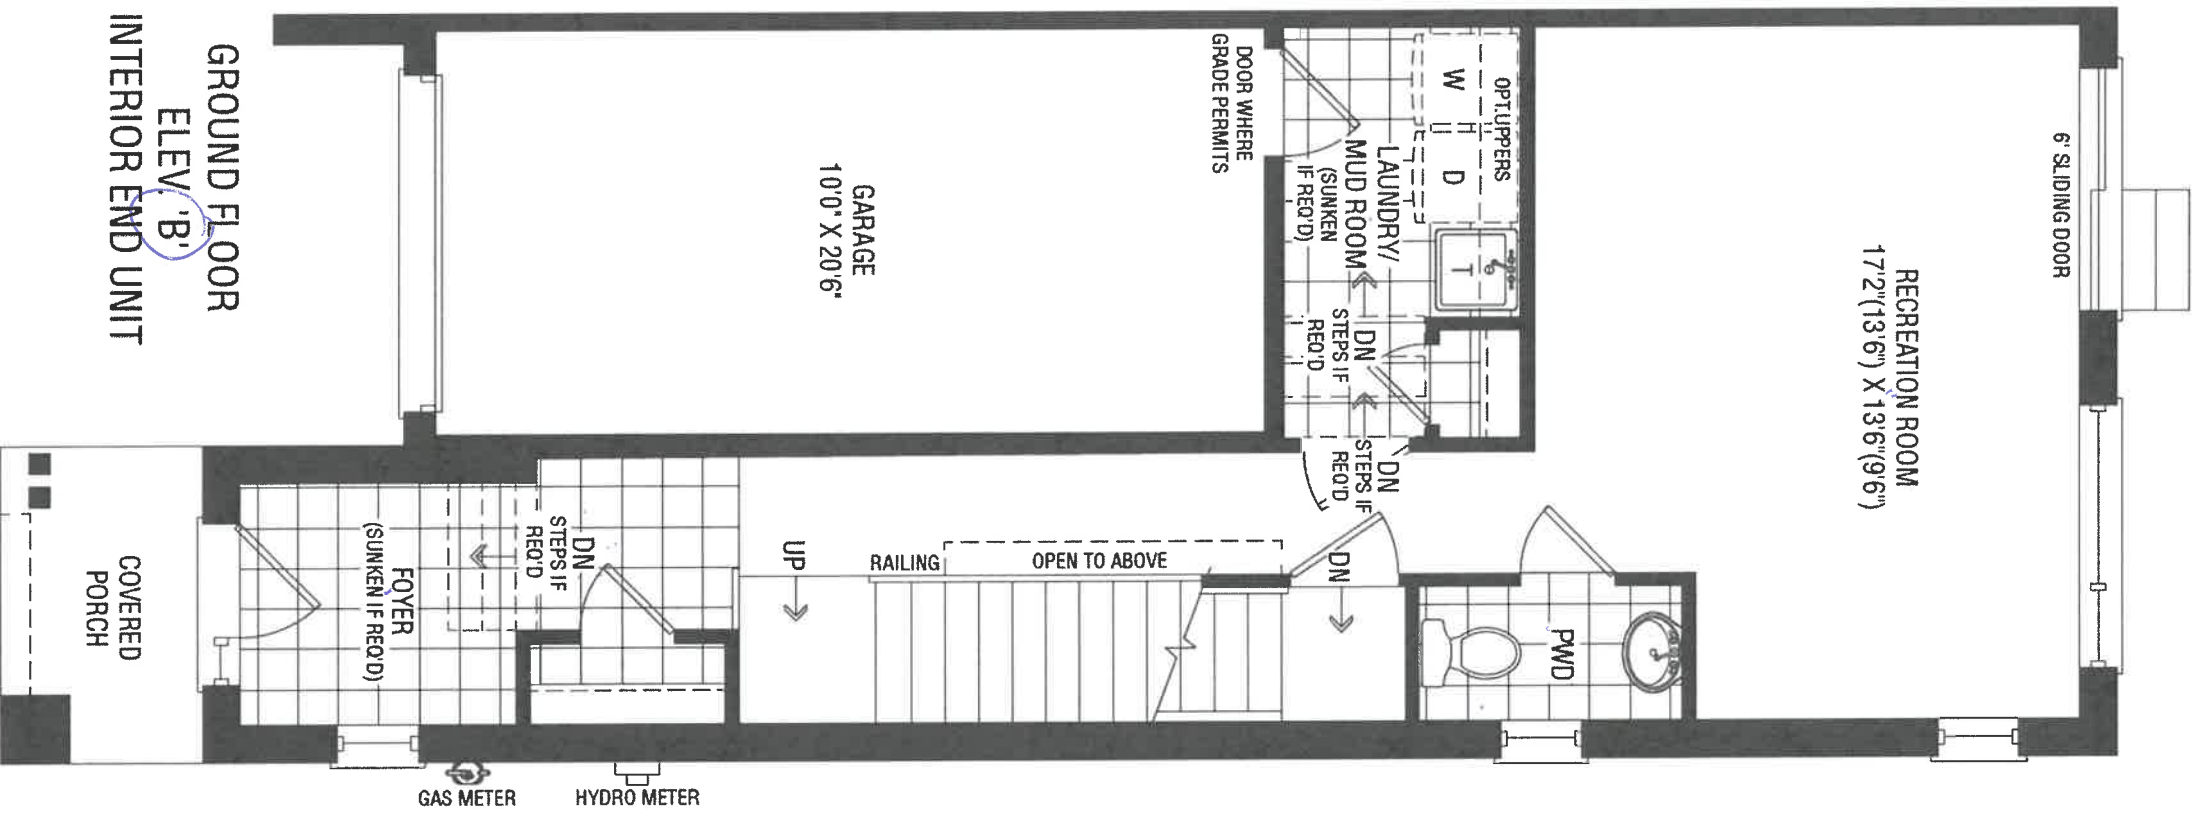 GROUND FLOOR
ELEV. 'B'
INTERIOR END UNIT
GARAGE
10'0" X 20'6"
DOOR WHERE
GRADE PERMITS
OPT.UPPERS
W
D
LAUNDRY/
MUD ROOM
(SUNKEN
IF REQ'D)
T
DN
STEPS IF
REQ'D
DN
STEPS IF
REQ'D
6' SLIDING DOOR
RECREATION ROOM
17'2"(13'6") X 13'6"(9'6")
COVERED
PORCH
FOYER
(SUNKEN IF REQ'D)
DN
STEPS IF
REQ'D
UP
RAILING
OPEN TO ABOVE
DN
PWD
GAS METER
HYDRO METER